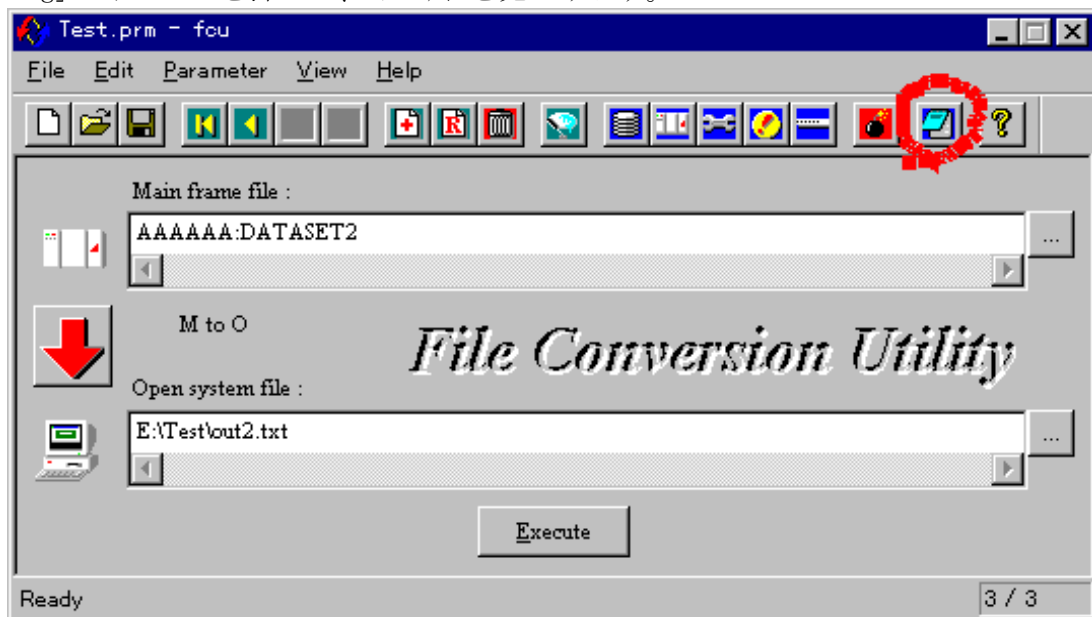 Test.prm - fcu
File Edit Parameter View Help
R
?
Main frame file :
AAAAAA:DATASET2
...
M to O
File Conversion Utility
Open system file :
E:\Test\out2.txt
...
Execute
Ready
3 / 3